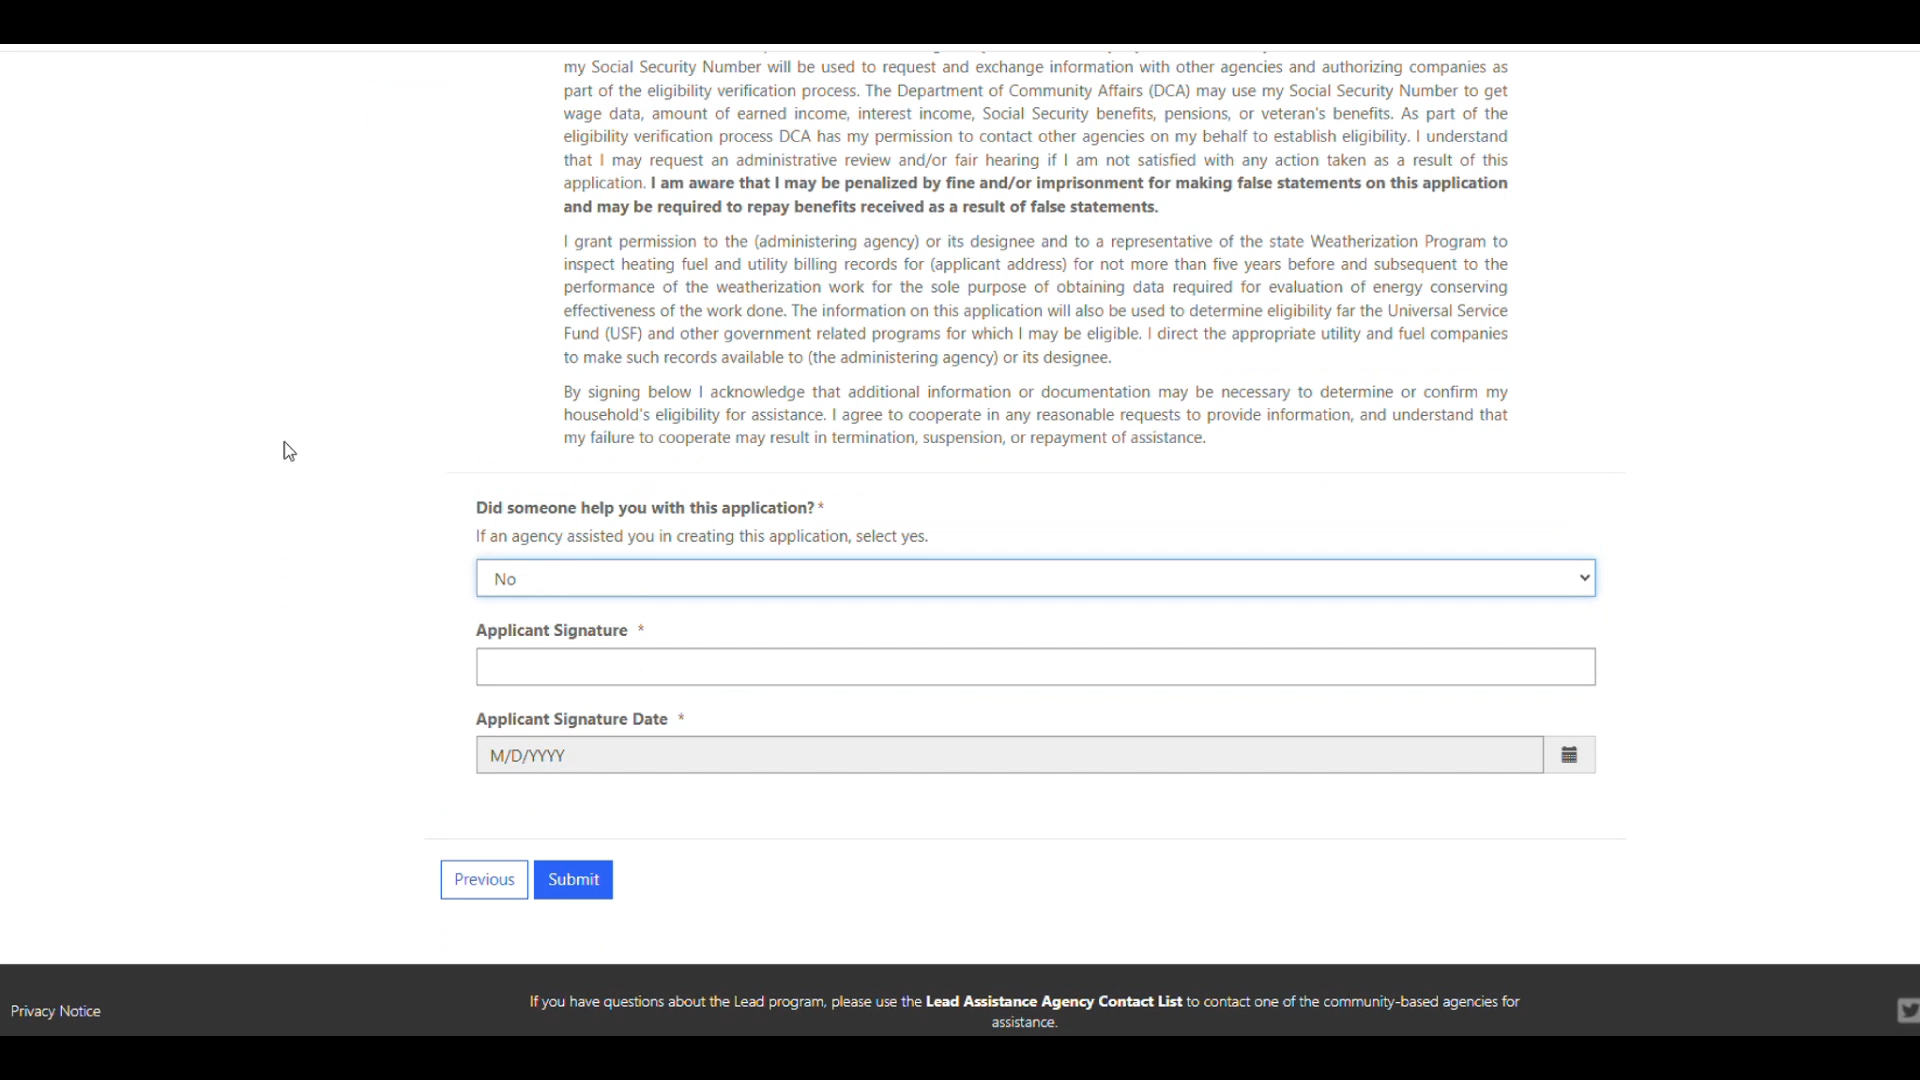 my Social Security Number will be used to request and exchange information with other agencies and authorizing companies as
part of the eligibility verification process. The Department of Community Affairs (DCA) may use my Social Security Number to get
wage data, amount of earned income, interest income, Social Security benefits, pensions, or veteran's benefits. As part of the
eligibility verification process DCA has my permission to contact other agencies on my behalf to establish eligibility. I understand
that I may request an administrative review and/or fair hearing if I am not satisfied with any action taken as a result of this
application. I am aware that I may be penalized by fine and/or imprisonment for making false statements on this application
and may be required to repay benefits received as a result of false statements.
I grant permission to the (administering agency) or its designee and to a representative of the state Weatherization Program to
inspect heating fuel and utility billing records for (applicant address) for not more than five years before and subsequent to the
performance of the weatherization work for the sole purpose of obtaining data required for evaluation of energy conserving
effectiveness of the work done. The information on this application will also be used to determine eligibility far the Universal Service
Fund (USF) and other government related programs for which I may be eligible. I direct the appropriate utility and fuel companies
to make such records available to (the administering agency) or its designee.
By signing below I acknowledge that additional information or documentation may be necessary to determine or confirm my
household's eligibility for assistance. I agree to cooperate in any reasonable requests to provide information, and understand that
my failure to cooperate may result in termination, suspension, or repayment of assistance.
Did someone help you with this application? *
If an agency assisted you in creating this application, select yes.
No
Applicant Signature *
Applicant Signature Date *
M/D/YYYY
Previous Submit
If you have questions about the Lead program, please use the Lead Assistance Agency Contact List to contact one of the community-based agencies for
assistance.
Privacy Notice